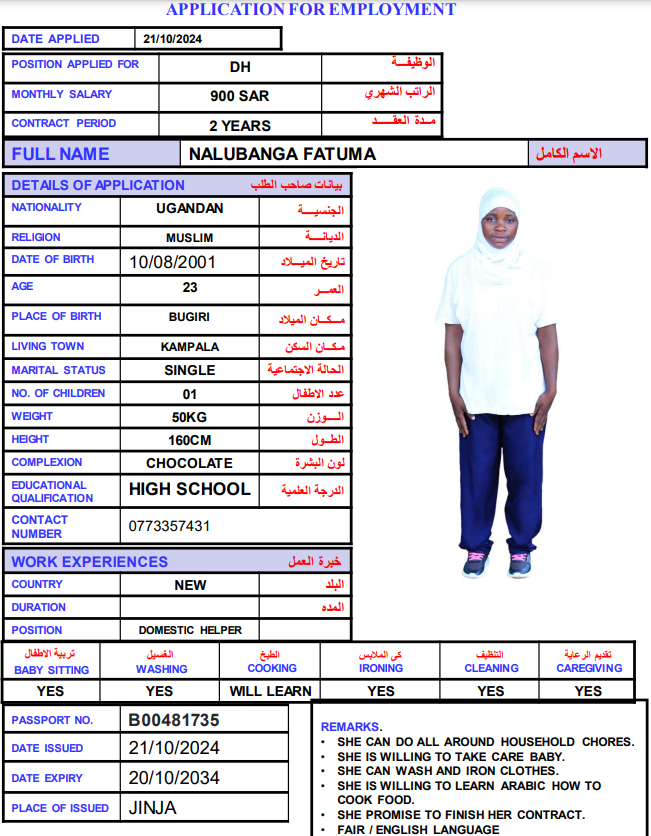 APPLICATION FOR EMPLOYMENT
DATE APPLIED 21/10/2024
POSITION APPLIED FOR DH الوظيفـــة
MONTHLY SALARY 900 SAR الراتب الشهري
CONTRACT PERIOD 2 YEARS مـدة العقـــد
FULL NAME NALUBANGA FATUMA الاسم الكامل
DETAILS OF APPLICATION بيانات صاحب الطلب
NATIONALITY UGANDAN الجنسيـــة
RELIGION MUSLIM الديانـــة
DATE OF BIRTH 10/08/2001 تاريخ الميـــلاد
AGE 23 العمـــر
PLACE OF BIRTH BUGIRI مكــان الميلاد
LIVING TOWN KAMPALA مكــان السكن
MARITAL STATUS SINGLE الحالة الاجتماعية
NO. OF CHILDREN 01 عدد الاطفال
WEIGHT 50KG الـــوزن
HEIGHT 160CM الطــول
COMPLEXION CHOCOLATE لون البشرة
EDUCATIONAL QUALIFICATION HIGH SCHOOL الدرجة العلمية
CONTACT NUMBER 0773357431
WORK EXPERIENCES خبرة العمل
COUNTRY NEW البلد
DURATION المده
POSITION DOMESTIC HELPER
تربية الاطفال الغسيل الطبخ كي الملابس التنظيف تقديم الرعاية
BABY SITTING WASHING COOKING IRONING CLEANING CAREGIVING
YES YES WILL LEARN YES YES YES
PASSPORT NO. B00481735
DATE ISSUED 21/10/2024
DATE EXPIRY 20/10/2034
PLACE OF ISSUED JINJA
REMARKS.
• SHE CAN DO ALL AROUND HOUSEHOLD CHORES.
• SHE IS WILLING TO TAKE CARE BABY.
• SHE CAN WASH AND IRON CLOTHES.
• SHE IS WILLING TO LEARN ARABIC HOW TO
COOK FOOD.
• SHE PROMISE TO FINISH HER CONTRACT.
• FAIR / ENGLISH LANGUAGE